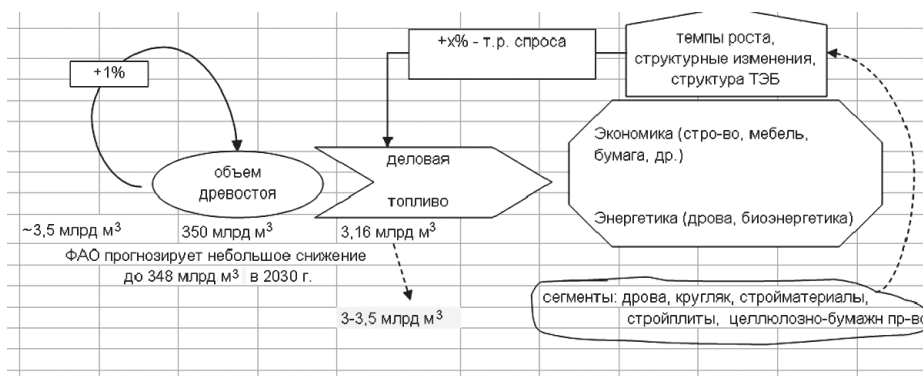 +1%
+x% - т.р. спроса
темпы роста,
структурные изменения,
структура ТЭБ
объем
древостоя
деловая
топливо
Экономика (стро-во, мебель,
бумага, др.)
Энергетика (дрова, биоэнергетика)
~3,5 млрд м³
350 млрд м³
3,16 млрд м³
ФАО прогнозирует небольшое снижение
до 348 млрд м³ в 2030 г.
3-3,5 млрд м³
сегменты: дрова, кругляк, стройматериалы,
стройплиты, целлюлозно-бумажн пр-во